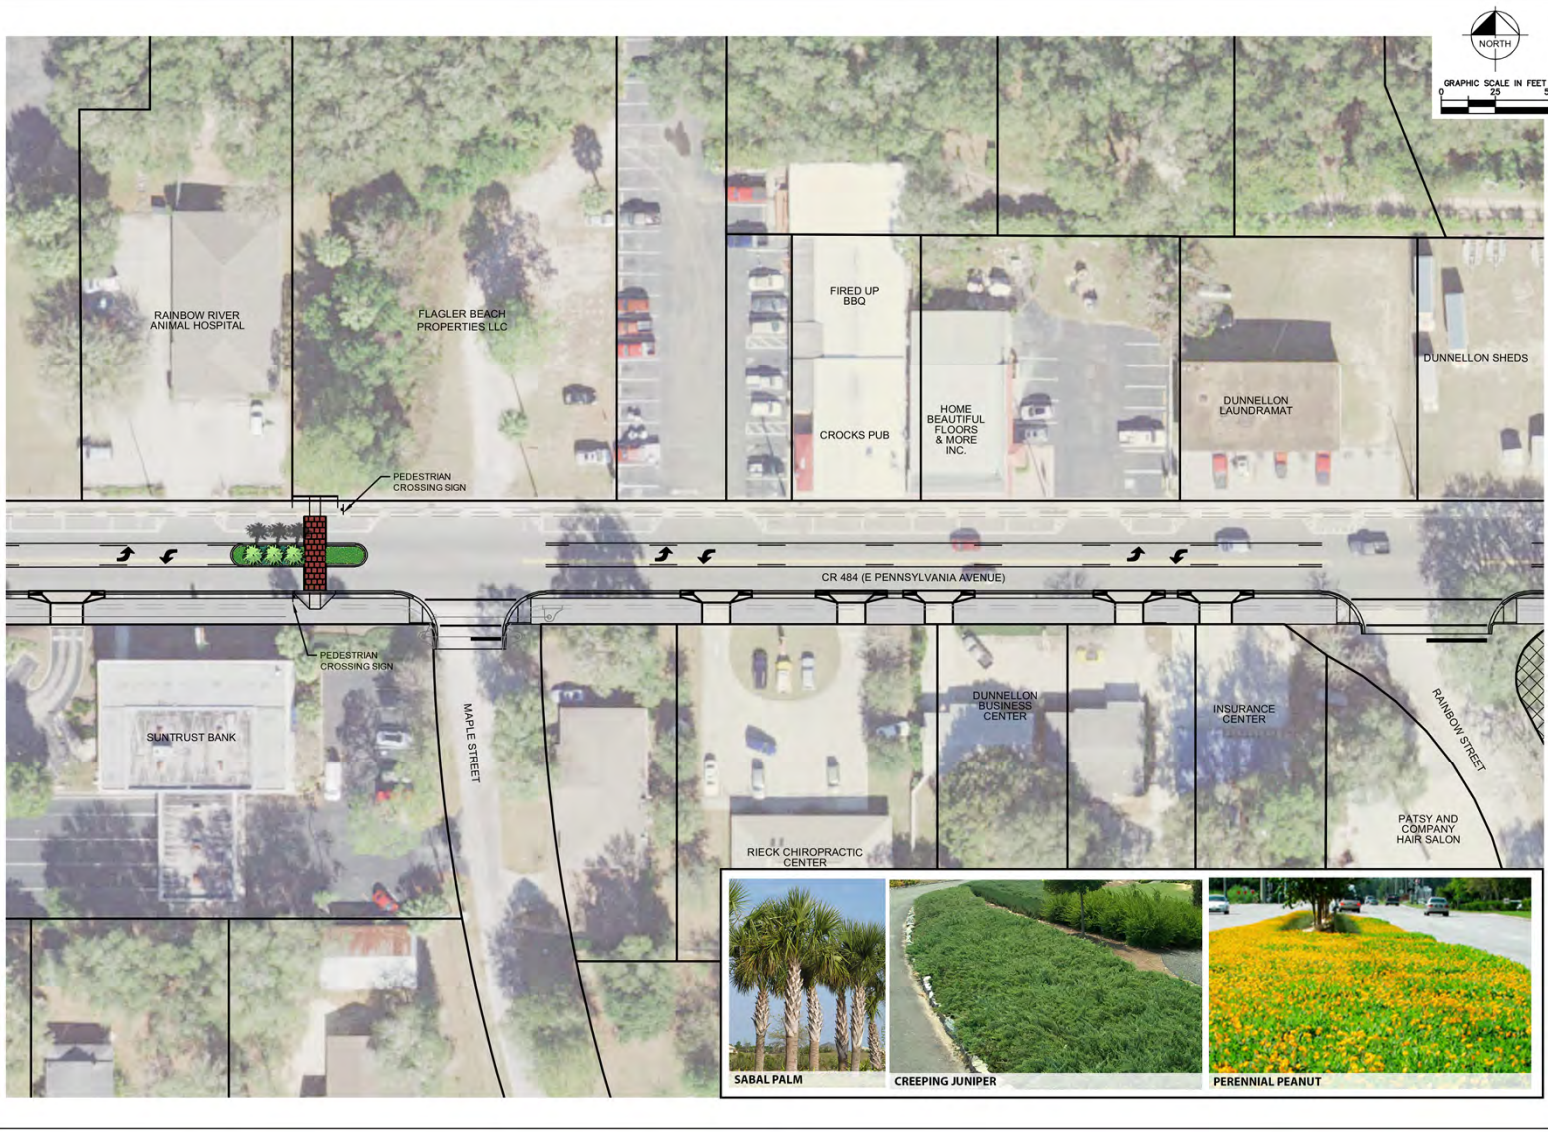 NORTH
GRAPHIC SCALE IN FEET
0
25
RAINBOW RIVER
ANIMAL HOSPITAL
FLAGLER BEACH
PROPERTIES LLC
FIRED UP
BBQ
CROCKS PUB
HOME
BEAUTIFUL
FLOORS
& MORE
INC.
DUNNELLON
LAUNDRAMAT
DUNNELLON SHEDS
PEDESTRIAN
CROSSING SIGN
CR 484 (E PENNSYLVANIA AVENUE)
PEDESTRIAN
CROSSING SIGN
SUNTRUST BANK
MAPLE STREET
DUNNELLON
BUSINESS
CENTER
INSURANCE
CENTER
RAINBOW STREET
RIECK CHIROPRACTIC
CENTER
PATSY AND
COMPANY
HAIR SALON
SABAL PALM
CREEPING JUNIPER
PERENNIAL PEANUT